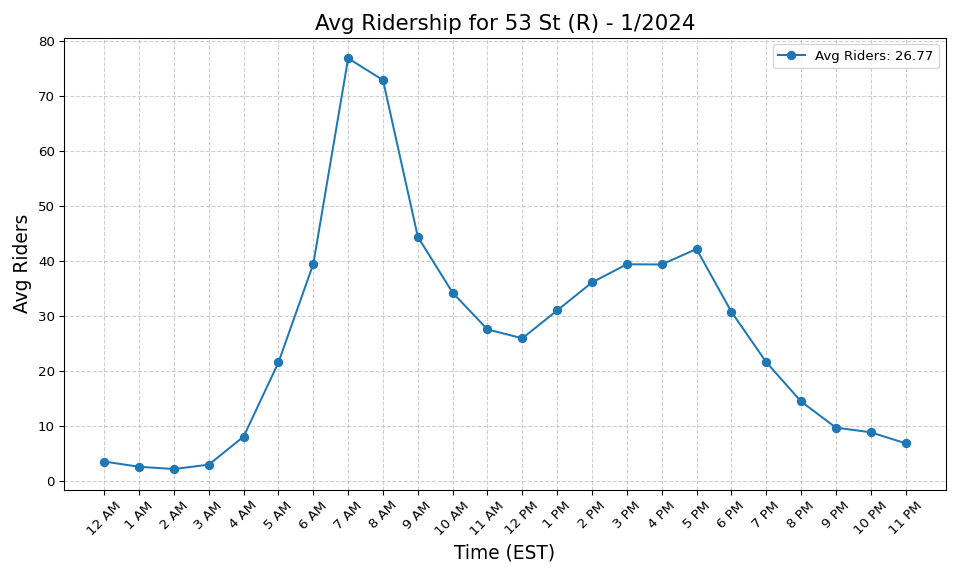 Avg Ridership for 53 St (R) - 1/2024
Avg Riders: 26.77
Avg Riders
80
70
60
50
40
30
20
10
0
12 AM
1 AM
2 AM
3 AM
4 AM
5 AM
6 AM
7 AM
8 AM
9 AM
10 AM
11 AM
12 PM
1 PM
2 PM
3 PM
4 PM
5 PM
6 PM
7 PM
8 PM
9 PM
10 PM
11 PM
Time (EST)